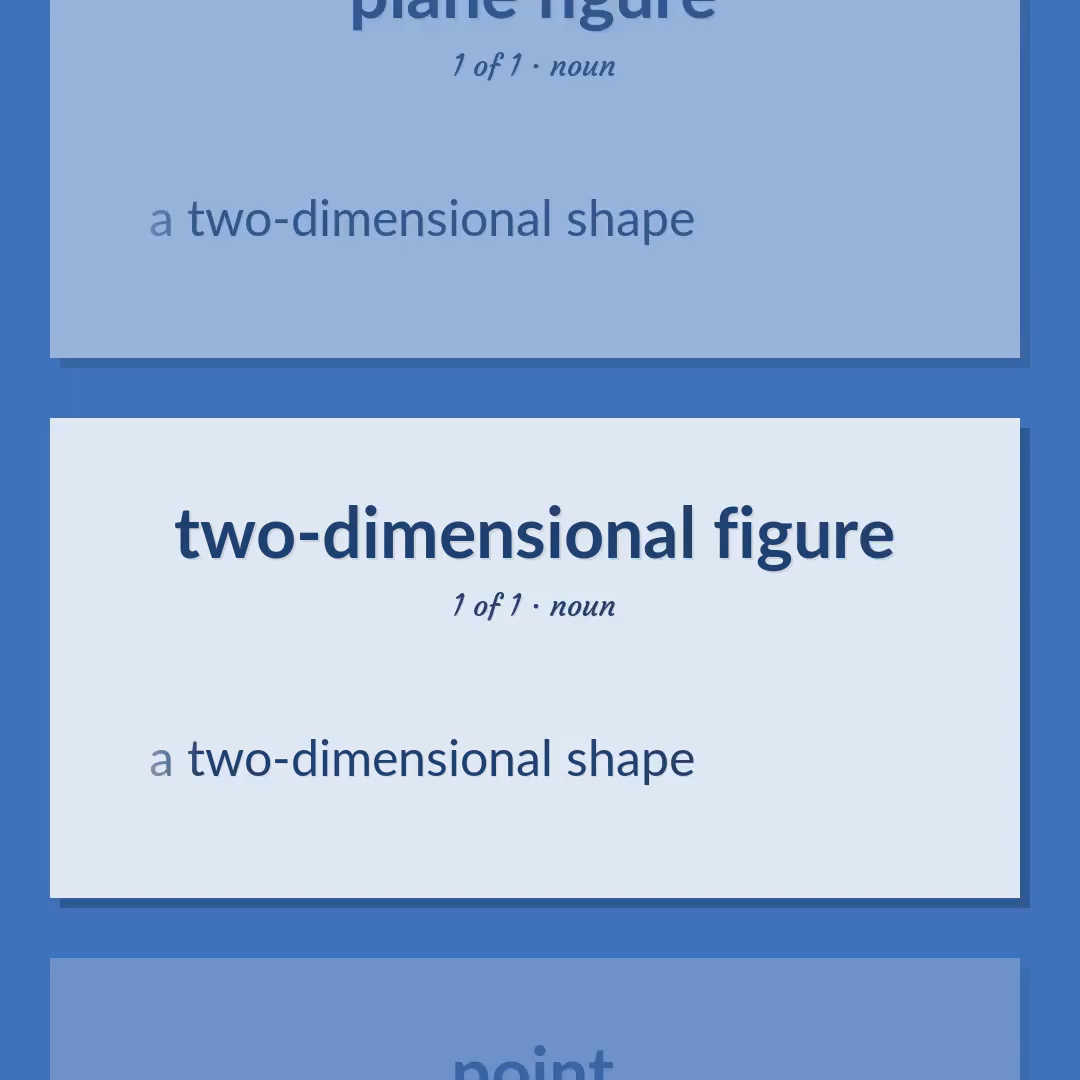 plane figure
1 of 1 · noun
a two-dimensional shape
two-dimensional figure
1 of 1 · noun
a two-dimensional shape
point